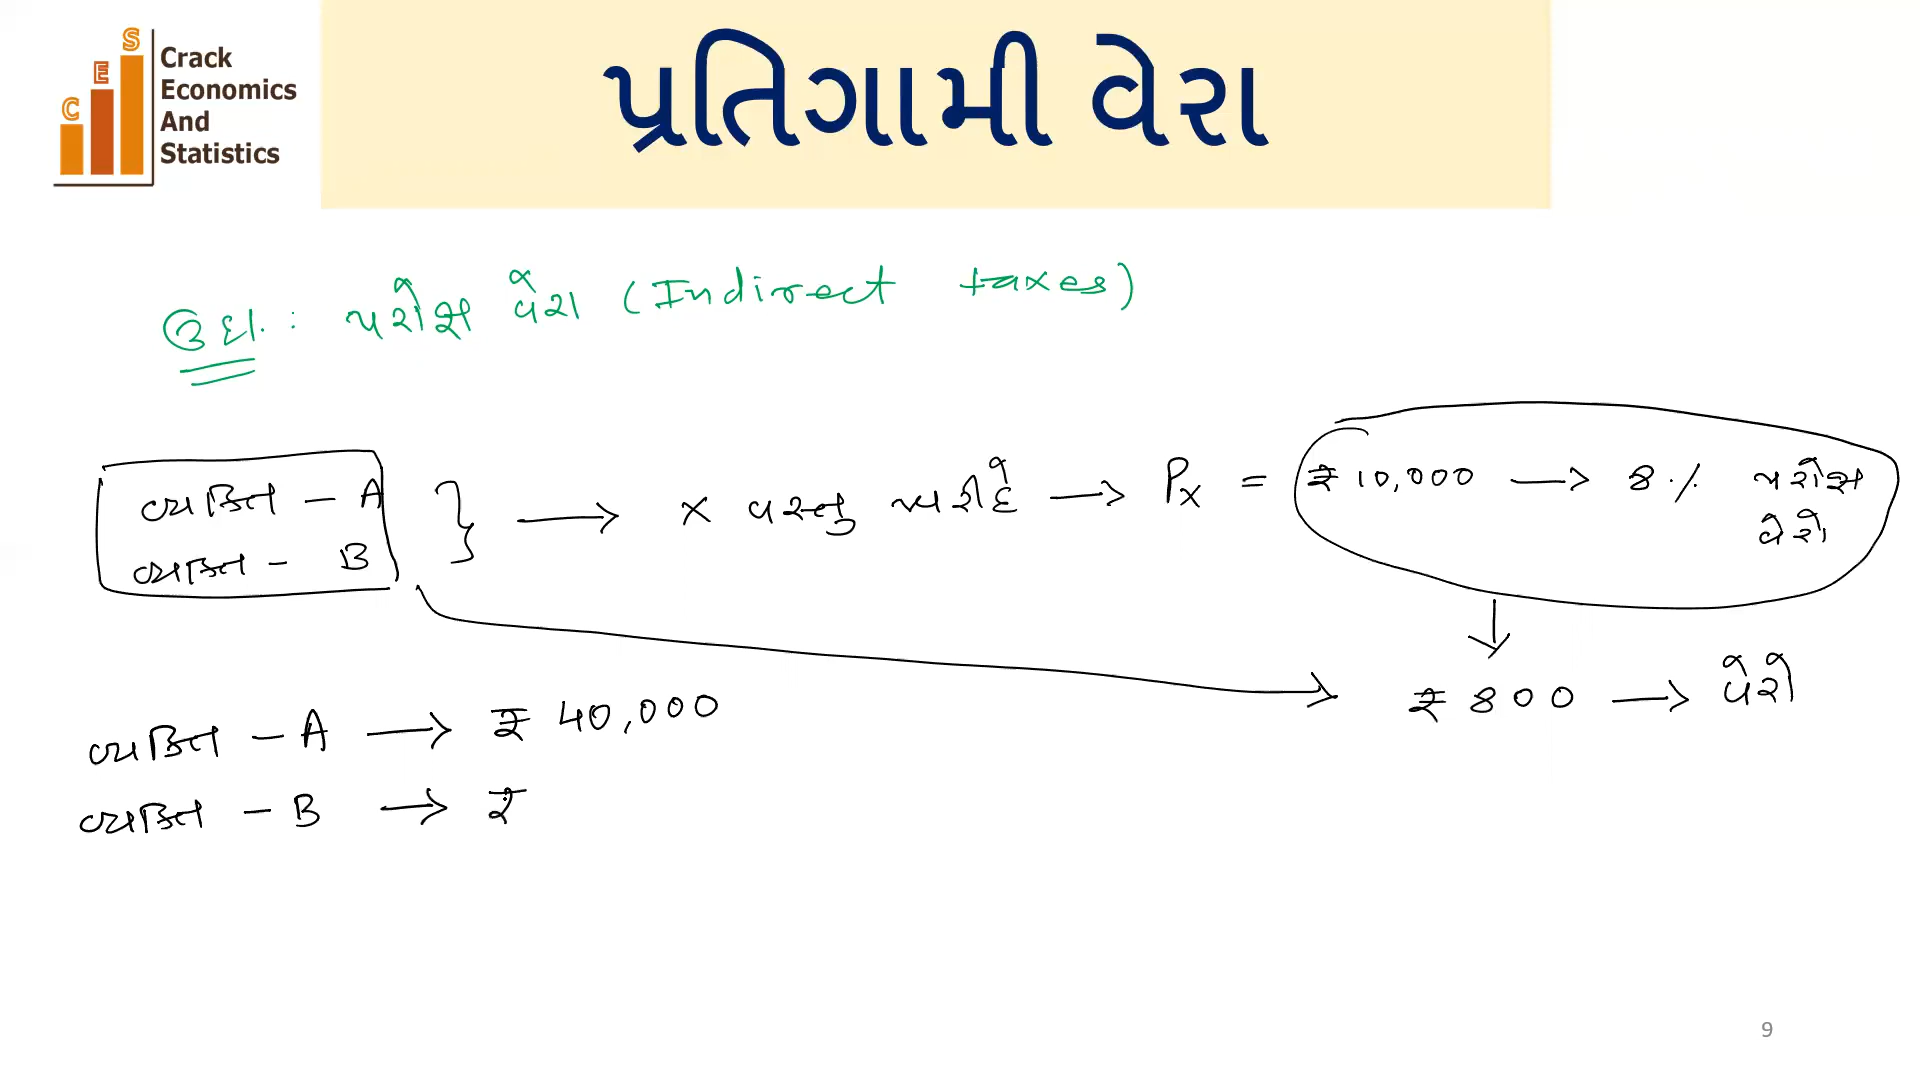 C E S
Crack
Economics
And
Statistics
પ્રતિગામી વેરા
ઉદા. : પરોક્ષ વેરા (Indirect taxes)
વ્યક્તિ - A
વ્યક્તિ - B
} → X વસ્તુ ખરીદે → Pₓ = ₹ 10,000 → 8 % પરોક્ષ
વેરો
₹ 800 → વેરો
વ્યક્તિ - A → ₹ 40,000
વ્યક્તિ - B → ₹
9